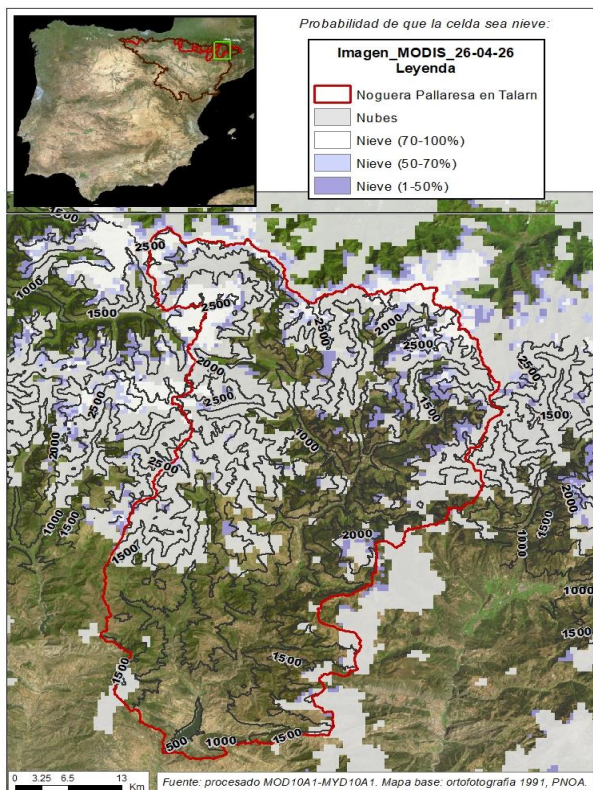 Probabilidad de que la celda sea nieve:
Imagen_MODIS_26-04-26
Leyenda
Noguera Pallaresa en Talarn
Nubes
Nieve (70-100%)
Nieve (50-70%)
Nieve (1-50%)
2500
1000
1500
2500
2000
2500
2000
2500
2500
2500
2500
1500
1500
2000
1000
2500
2000
1000
1500
1500
2000
2000
1500
1000
1000
1500
1500
1500
500
1000
1500
0 3.25 6.5 13
Km
Fuente: procesado MOD10A1-MYD10A1. Mapa base: ortofotografía 1991, PNOA.